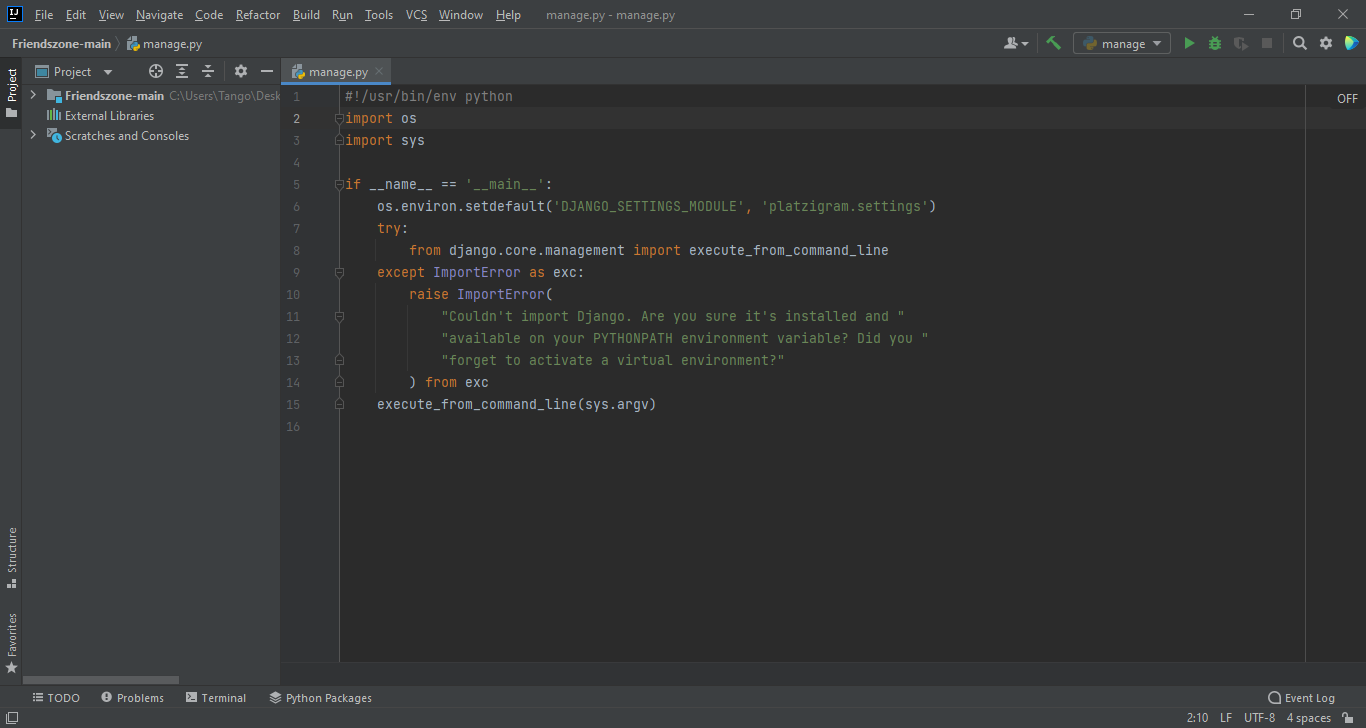 IJ File Edit View Navigate Code Refactor Build Run Tools VCS Window Help manage.py - manage.py
Friendszone-main manage.py manage
Project manage.py
Project
Friendszone-main C:\Users\Tango\Desk
External Libraries
Scratches and Consoles
OFF
1 #!/usr/bin/env python
2 import os
3 import sys
4
5 if __name__ == '__main__':
6 os.environ.setdefault('DJANGO_SETTINGS_MODULE', 'platzigram.settings')
7 try:
8 from django.core.management import execute_from_command_line
9 except ImportError as exc:
10 raise ImportError(
11 "Couldn't import Django. Are you sure it's installed and "
12 "available on your PYTHONPATH environment variable? Did you "
13 "forget to activate a virtual environment?"
14 ) from exc
15 execute_from_command_line(sys.argv)
16
Structure
Favorites
TODO Problems Terminal Python Packages Event Log
2:10 LF UTF-8 4 spaces